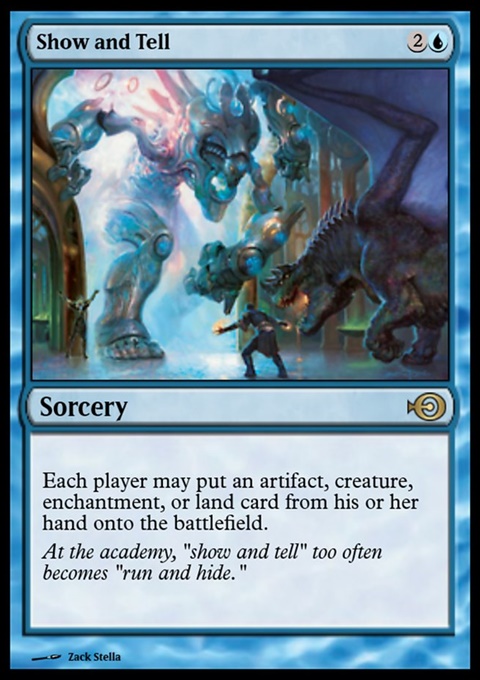 Show and Tell 2
Sorcery
Each player may put an artifact, creature,
enchantment, or land card from his or her
hand onto the battlefield.
At the academy, "show and tell" too often
becomes "run and hide."
Zack Stella